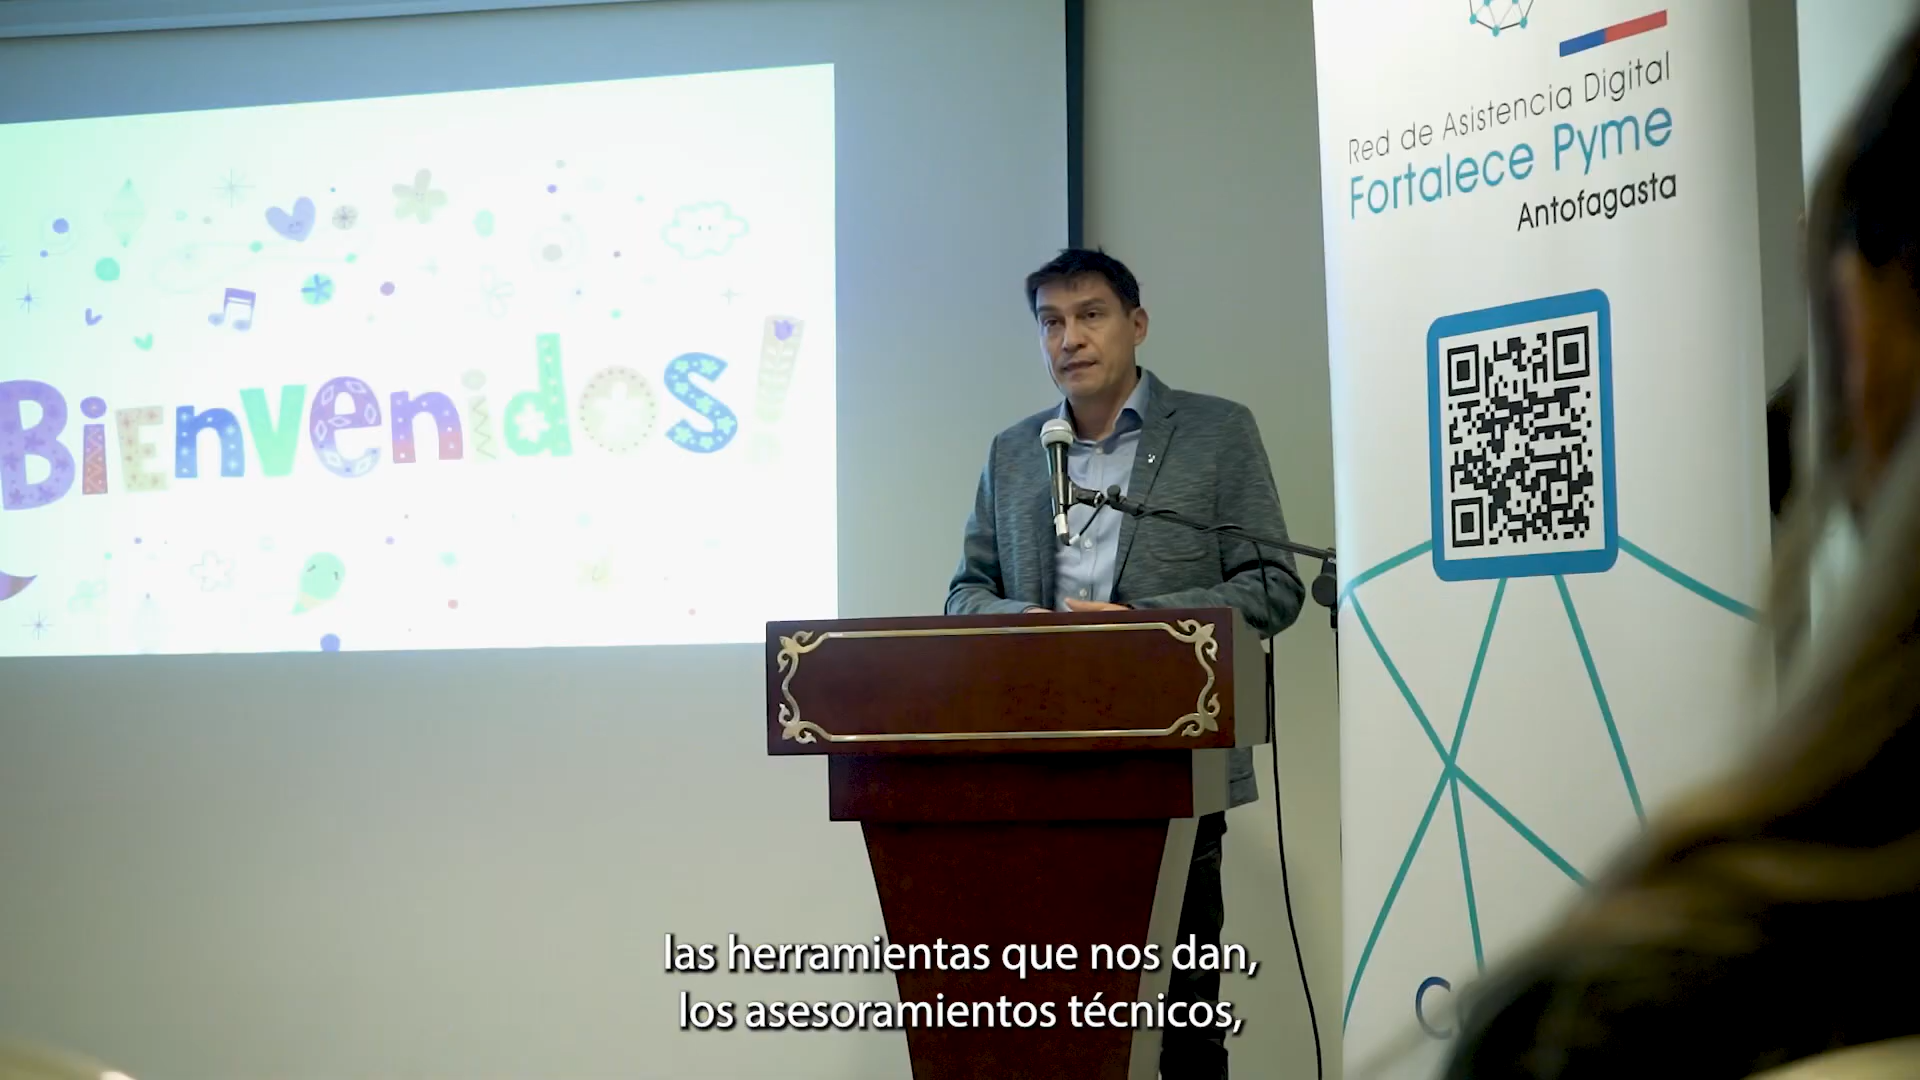 BiEnvenidos!
Red de Asistencia Digital
Fortalece Pyme
Antofagasta
las herramientas que nos dan,
los asesoramientos técnicos,